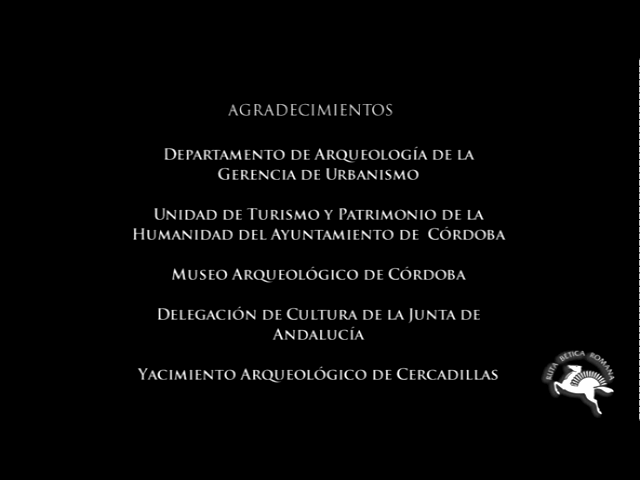 AGRADECIMIENTOS
DEPARTAMENTO DE ARQUEOLOGÍA DE LA
GERENCIA DE URBANISMO
UNIDAD DE TURISMO Y PATRIMONIO DE LA
HUMANIDAD DEL AYUNTAMIENTO DE CÓRDOBA
MUSEO ARQUEOLÓGICO DE CÓRDOBA
DELEGACIÓN DE CULTURA DE LA JUNTA DE
ANDALUCÍA
YACIMIENTO ARQUEOLÓGICO DE CERCADILLAS
RUTA BETICA ROMANA